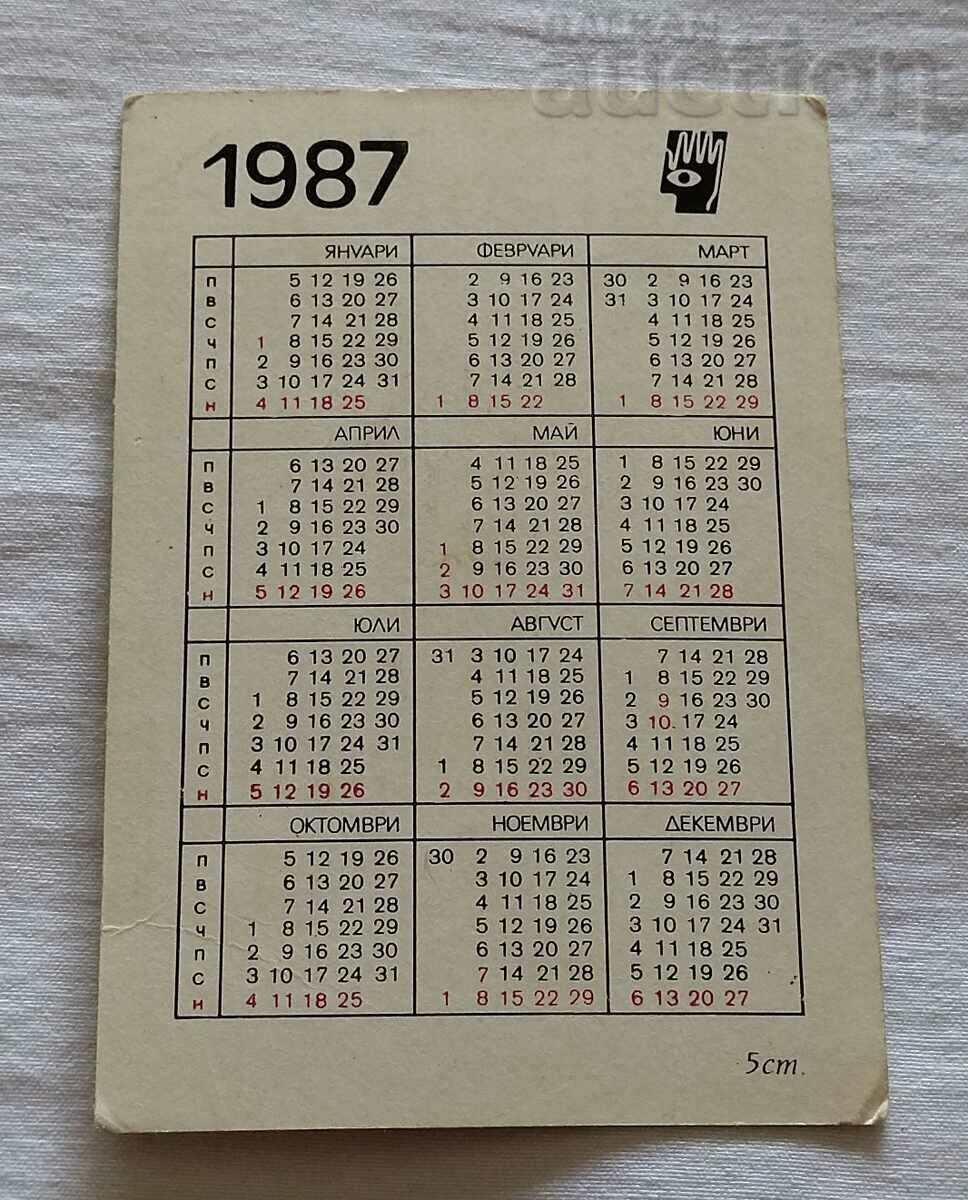 БАЛКАН
auction
1987
ЯНУАРИ ФЕВРУАРИ МАРТ
П 5 12 19 26 2 9 16 23 30 2 9 16 23
В 6 13 20 27 3 10 17 24 31 3 10 17 24
С 7 14 21 28 4 11 18 25 4 11 18 25
Ч 1 8 15 22 29 5 12 19 26 5 12 19 26
П 2 9 16 23 30 6 13 20 27 6 13 20 27
С 3 10 17 24 31 7 14 21 28 7 14 21 28
Н 4 11 18 25 1 8 15 22 1 8 15 22 29
АПРИЛ МАЙ ЮНИ
П 6 13 20 27 4 11 18 25 1 8 15 22 29
В 7 14 21 28 5 12 19 26 2 9 16 23 30
С 1 8 15 22 29 6 13 20 27 3 10 17 24
Ч 2 9 16 23 30 7 14 21 28 4 11 18 25
П 3 10 17 24 1 8 15 22 29 5 12 19 26
С 4 11 18 25 2 9 16 23 30 6 13 20 27
Н 5 12 19 26 3 10 17 24 31 7 14 21 28
ЮЛИ АВГУСТ СЕПТЕМВРИ
П 6 13 20 27 31 3 10 17 24 7 14 21 28
В 7 14 21 28 4 11 18 25 1 8 15 22 29
С 1 8 15 22 29 5 12 19 26 2 9 16 23 30
Ч 2 9 16 23 30 6 13 20 27 3 10. 17 24
П 3 10 17 24 31 7 14 21 28 4 11 18 25
С 4 11 18 25 1 8 15 22 29 5 12 19 26
Н 5 12 19 26 2 9 16 23 30 6 13 20 27
ОКТОМВРИ НОЕМВРИ ДЕКЕМВРИ
П 5 12 19 26 30 2 9 16 23 7 14 21 28
В 6 13 20 27 3 10 17 24 1 8 15 22 29
С 7 14 21 28 4 11 18 25 2 9 16 23 30
Ч 1 8 15 22 29 5 12 19 26 3 10 17 24 31
П 2 9 16 23 30 6 13 20 27 4 11 18 25
С 3 10 17 24 31 7 14 21 28 5 12 19 26
Н 4 11 18 25 1 8 15 22 29 6 13 20 27
5 ст.